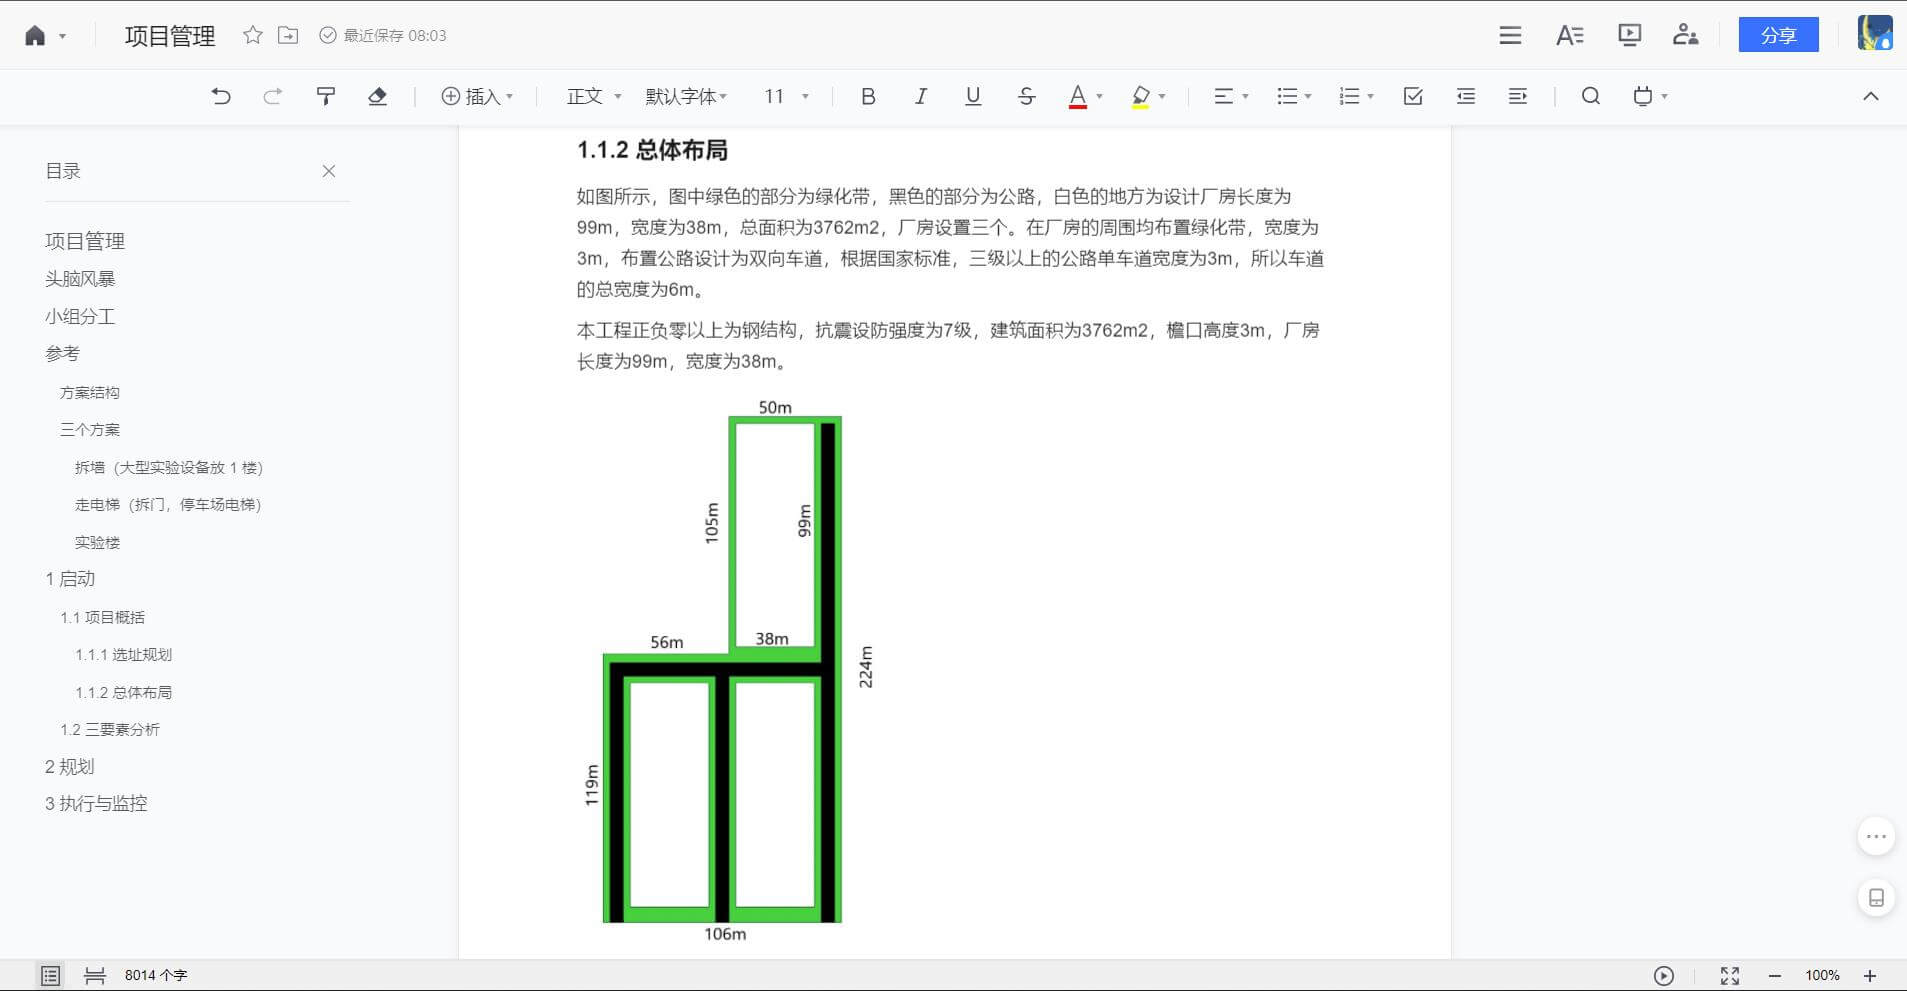 项目管理
最近保存 08:03
分享
插入
正文
默认字体
11
B
I
U
S
A
目录
项目管理
头脑风暴
小组分工
参考
方案结构
三个方案
拆墙（大型实验设备放 1 楼）
走电梯（拆门，停车场电梯）
实验楼
1 启动
1.1 项目概括
1.1.1 选址规划
1.1.2 总体布局
1.2 三要素分析
2 规划
3 执行与监控
1.1.2 总体布局
如图所示，图中绿色的部分为绿化带，黑色的部分为公路，白色的地方为设计厂房长度为
99m，宽度为38m，总面积为3762m2，厂房设置三个。在厂房的周围均布置绿化带，宽度为
3m，布置公路设计为双向车道，根据国家标准，三级以上的公路单车道宽度为3m，所以车道
的总宽度为6m。
本工程正负零以上为钢结构，抗震设防强度为7级，建筑面积为3762m2，檐口高度3m，厂房
长度为99m，宽度为38m。
50m
105m
99m
56m
38m
224m
119m
106m
8014 个字
100%